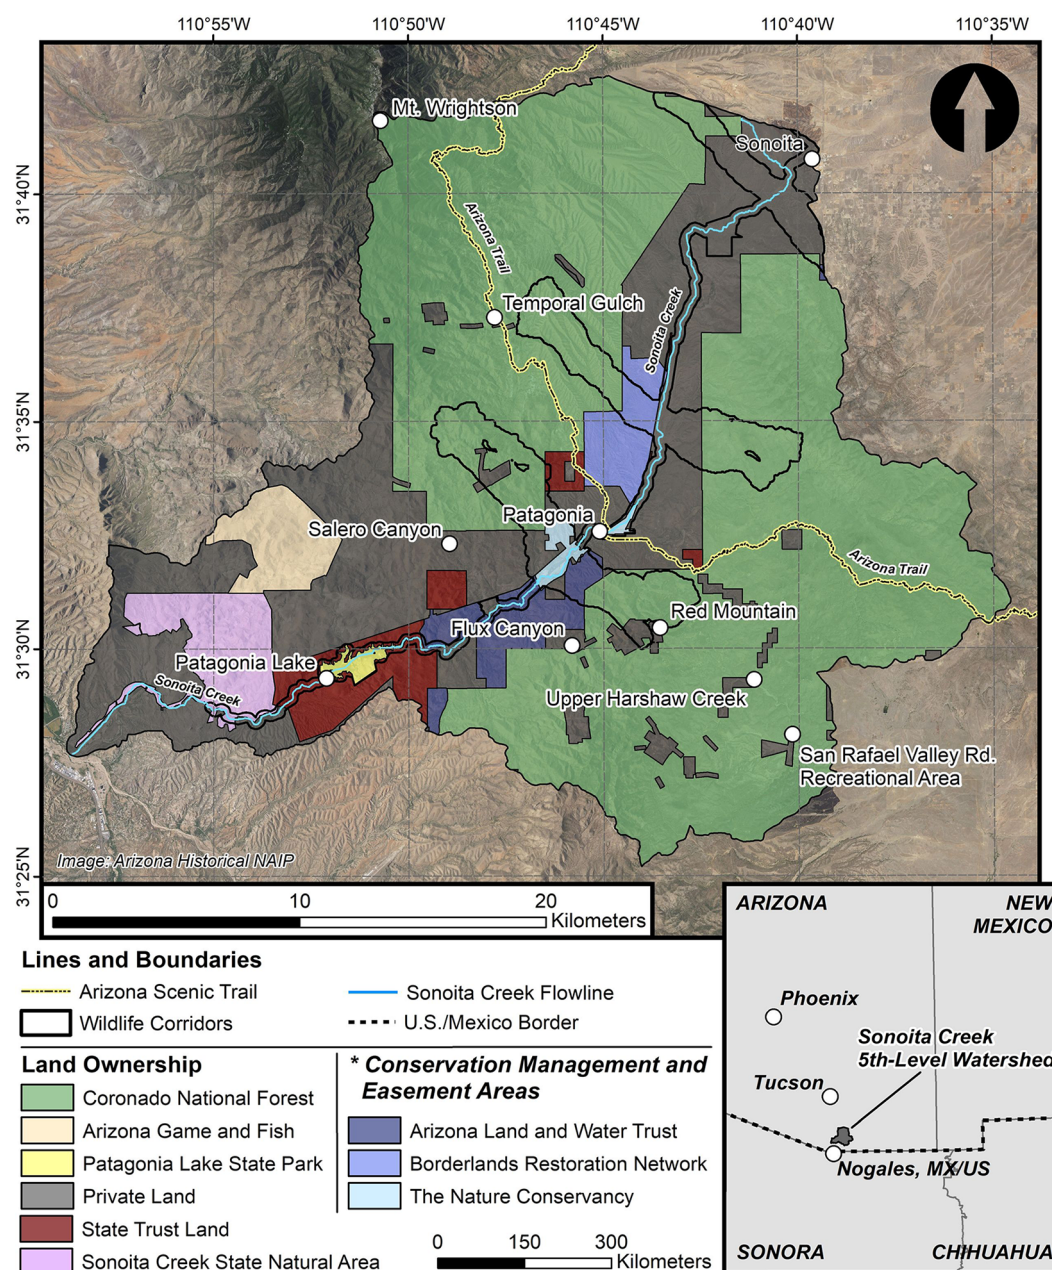 110°55'W
110°50'W
110°45'W
110°40'W
110°35'W
31°40'N
31°35'N
31°30'N
31°25'N
Mt. Wrightson
Sonoita
Arizona Trail
Temporal Gulch
Sonoita Creek
Patagonia
Salero Canyon
Arizona Trail
Red Mountain
Flux Canyon
Patagonia Lake
Sonoita Creek
Upper Harshaw Creek
San Rafael Valley Rd.
Recreational Area
Image: Arizona Historical NAIP
0
10
20
Kilometers
Lines and Boundaries
Arizona Scenic Trail
Sonoita Creek Flowline
Wildlife Corridors
U.S./Mexico Border
Land Ownership
Coronado National Forest
Arizona Game and Fish
Patagonia Lake State Park
Private Land
State Trust Land
Sonoita Creek State Natural Area
* Conservation Management and
Easement Areas
Arizona Land and Water Trust
Borderlands Restoration Network
The Nature Conservancy
0
150
300
Kilometers
ARIZONA
NEW
MEXICO
Phoenix
Sonoita Creek
5th-Level Watershed
Tucson
Nogales, MX/US
SONORA
CHIHUAHUA